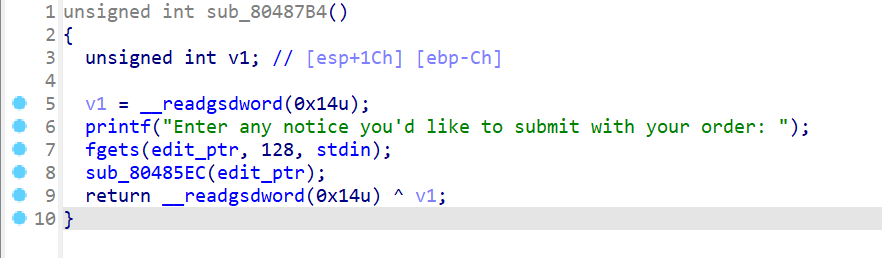 1 unsigned int sub_80487B4()
2 {
3   unsigned int v1; // [esp+1Ch] [ebp-Ch]
4
5   v1 = __readgsdword(0x14u);
6   printf("Enter any notice you'd like to submit with your order: ");
7   fgets(edit_ptr, 128, stdin);
8   sub_80485EC(edit_ptr);
9   return __readgsdword(0x14u) ^ v1;
10 }